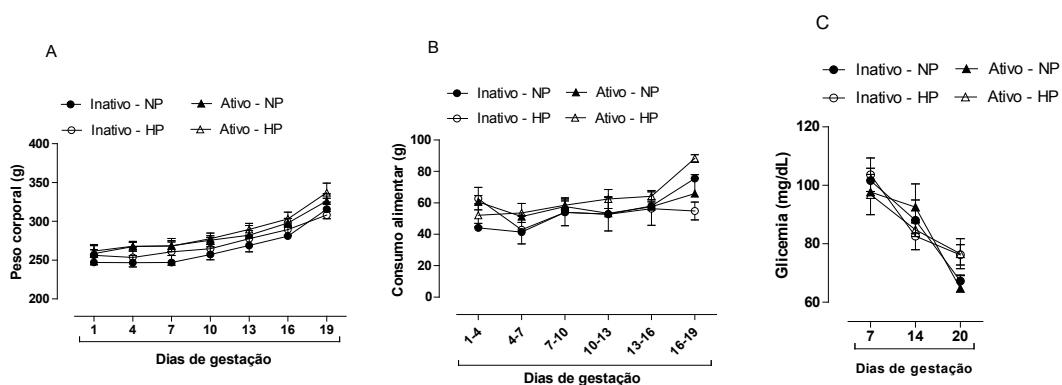 A
Inativo - NP
Ativo - NP
Inativo - HP
Ativo - HP
Peso corporal (g)
400
350
300
250
200
1 4 7 10 13 16 19
Dias de gestação
B
Inativo - NP
Ativo - NP
Inativo - HP
Ativo - HP
Consumo alimentar (g)
100
80
60
40
20
0
1-4 4-7 7-10 10-13 13-16 16-19
Dias de gestação
C
Inativo - NP
Ativo - NP
Inativo - HP
Ativo - HP
Glicemia (mg/dL)
120
100
80
60
7 14 20
Dias de gestação